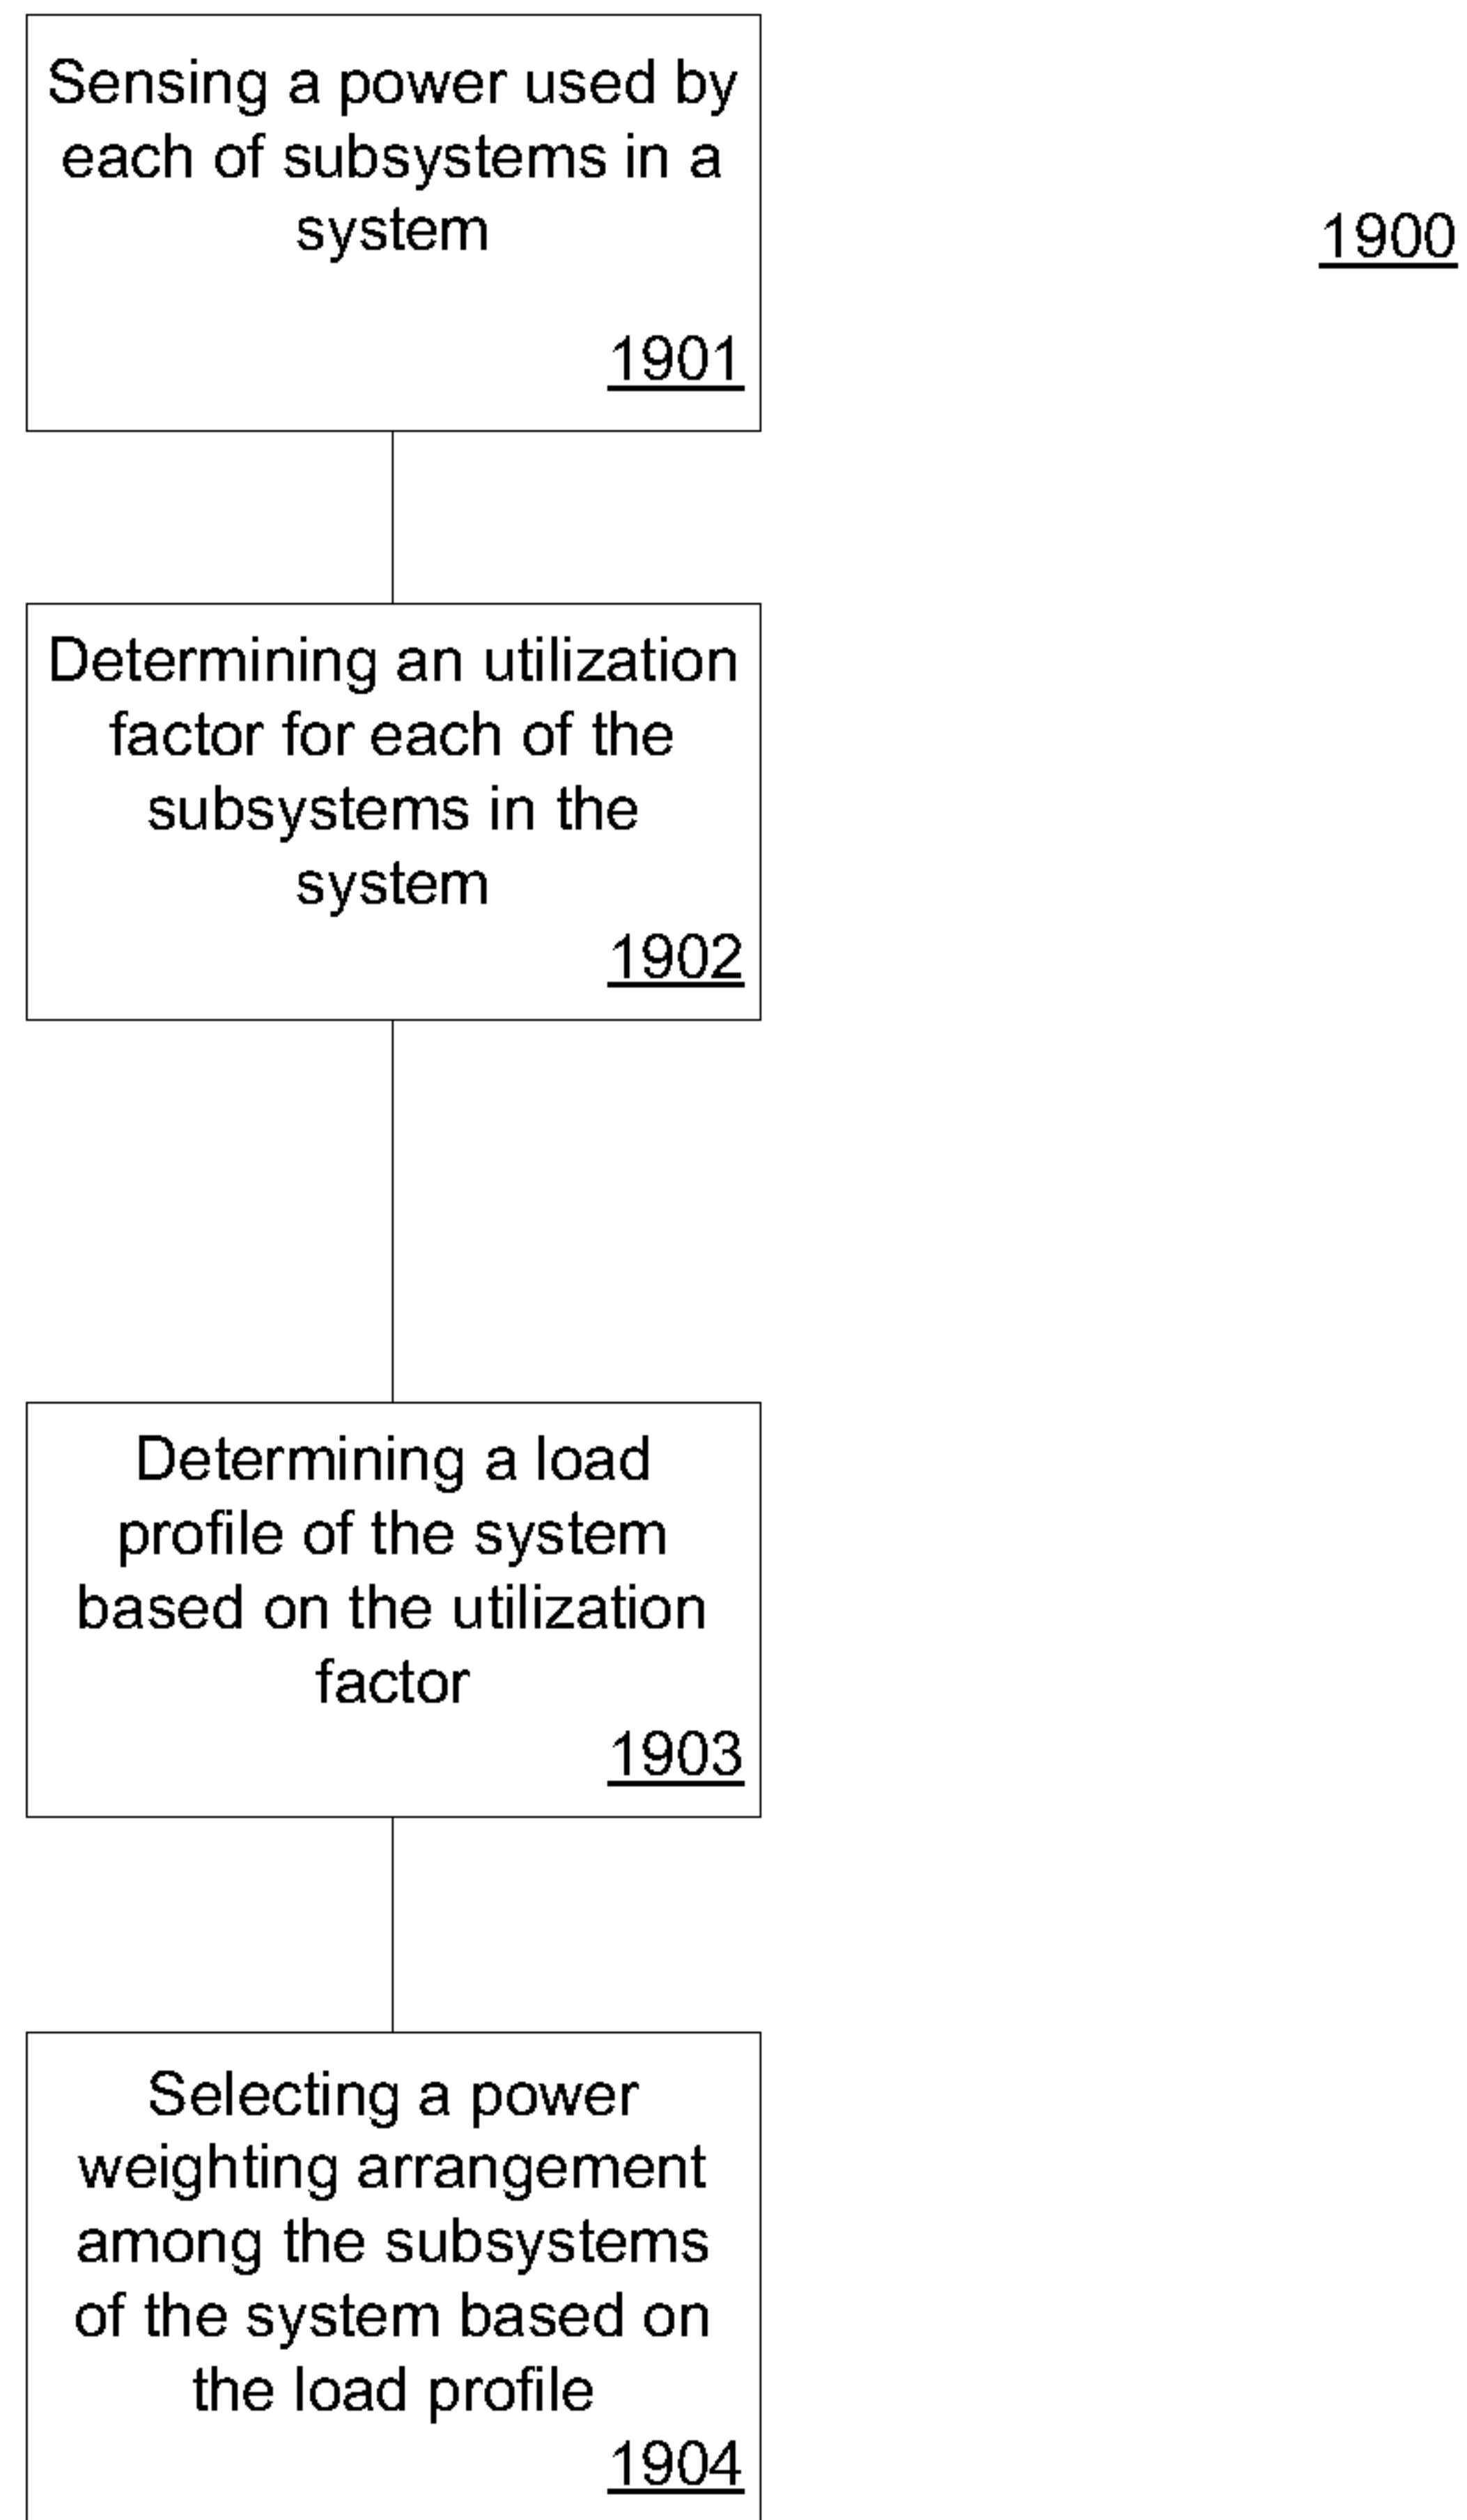 Sensing a power used by
each of subsystems in a
system
1900
1901
Determining an utilization
factor for each of the
subsystems in the
system
1902
Determining a load
profile of the system
based on the utilization
factor
1903
Selecting a power
weighting arrangement
among the subsystems
of the system based on
the load profile
1904